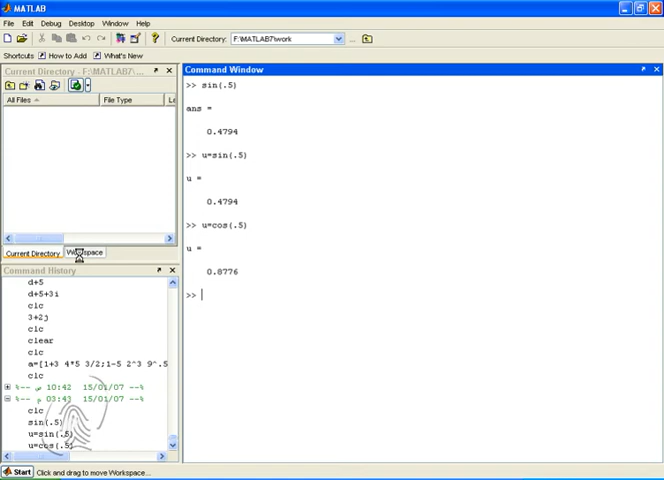 MATLAB
File Edit Debug Desktop Window Help
Current Directory: F:\MATLAB7\work
Shortcuts How to Add What's New
Current Directory - F:\MATLAB7\...
All Files File Type La
Current Directory Workspace
Command History
d+5
d+5+3i
clc
3+2j
clc
clear
clc
a=[1+3 4*5 3/2;1-5 2^3 9^.5
clc
%-- ص 10:42 15/01/07 --%
%-- م 03:43 15/01/07 --%
clc
sin(.5)
u=sin(.5)
u=cos(.5)
Command Window
>> sin(.5)
ans =
0.4794
>> u=sin(.5)
u =
0.4794
>> u=cos(.5)
u =
0.8776
>>
Start Click and drag to move Workspace...